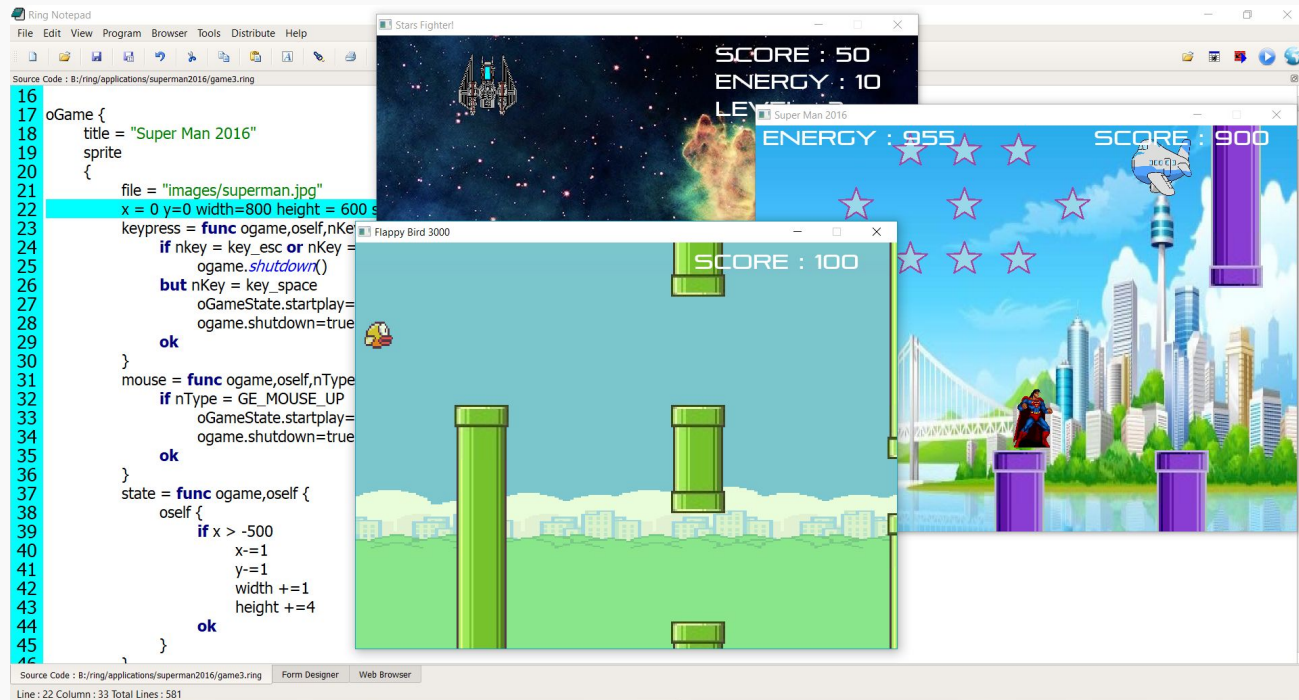 Ring Notepad
File Edit View Program Browser Tools Distribute Help
Source Code : B:/ring/applications/superman2016/game3.ring
16
17 oGame {
18 title = "Super Man 2016"
19 sprite
20 {
21 file = "images/superman.jpg"
22 x = 0 y=0 width=800 height = 600
23 keypress = func ogame,oself,
24 if nkey = key_esc or nKey =
25 ogame.shutdown()
26 but nKey = key_space
27 oGameState.startplay=
28 ogame.shutdown=true
29 ok
30 }
31 mouse = func ogame,oself,nType
32 if nType = GE_MOUSE_UP
33 oGameState.startplay=
34 ogame.shutdown=true
35 ok
36 }
37 state = func ogame,oself {
38 oself {
39 if x > -500
40 x-=1
41 y-=1
42 width +=1
43 height +=4
44 ok
45 }
46 }
Stars Fighter!
SCORE : 50
ENERGY : 10
Super Man 2016
ENERGY : 955 SCORE : 900
Flappy Bird 3000
SCORE : 100
Source Code : B:/ring/applications/superman2016/game3.ring Form Designer Web Browser
Line : 22 Column : 33 Total Lines : 581